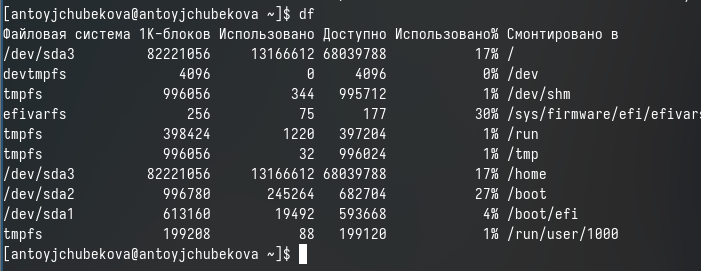 [antoyjchubekova@antoyjchubekova ~]$ df
Файловая система 1K-блоков Использовано Доступно Использовано% Смонтировано в
/dev/sda3 82221056 13166612 68039788 17% /
devtmpfs 4096 0 4096 0% /dev
tmpfs 996056 344 995712 1% /dev/shm
efivarfs 256 75 177 30% /sys/firmware/efi/efivars
tmpfs 398424 1220 397204 1% /run
tmpfs 996056 32 996024 1% /tmp
/dev/sda3 82221056 13166612 68039788 17% /home
/dev/sda2 996780 245264 682704 27% /boot
/dev/sda1 613160 19492 593668 4% /boot/efi
tmpfs 199208 88 199120 1% /run/user/1000
[antoyjchubekova@antoyjchubekova ~]$